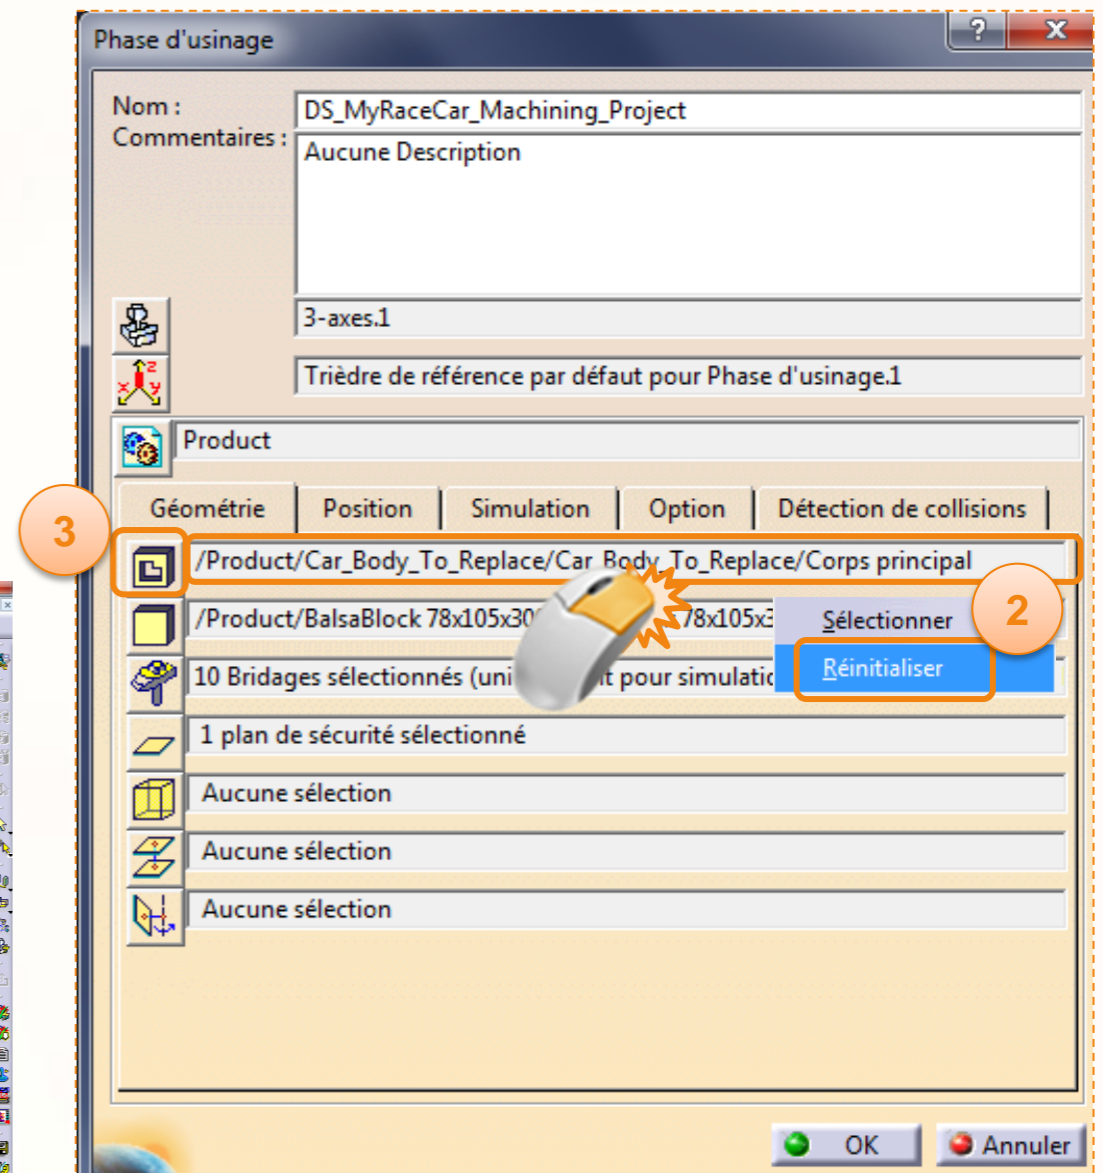 Phase d'usinage
?
x
Nom :
DS_MyRaceCar_Machining_Project
Commentaires :
Aucune Description
3-axes.1
z
x y
Trièdre de référence par défaut pour Phase d'usinage.1
Product
Géométrie Position Simulation Option Détection de collisions
3
/Product/Car_Body_To_Replace/Car_Body_To_Replace/Corps principal
/Product/BalsaBlock 78x105x30 78x105x3
Sélectionner
2
10 Bridages sélectionnés (uni t pour simulatio
Réinitialiser
1 plan de sécurité sélectionné
Aucune sélection
Aucune sélection
Aucune sélection
OK Annuler